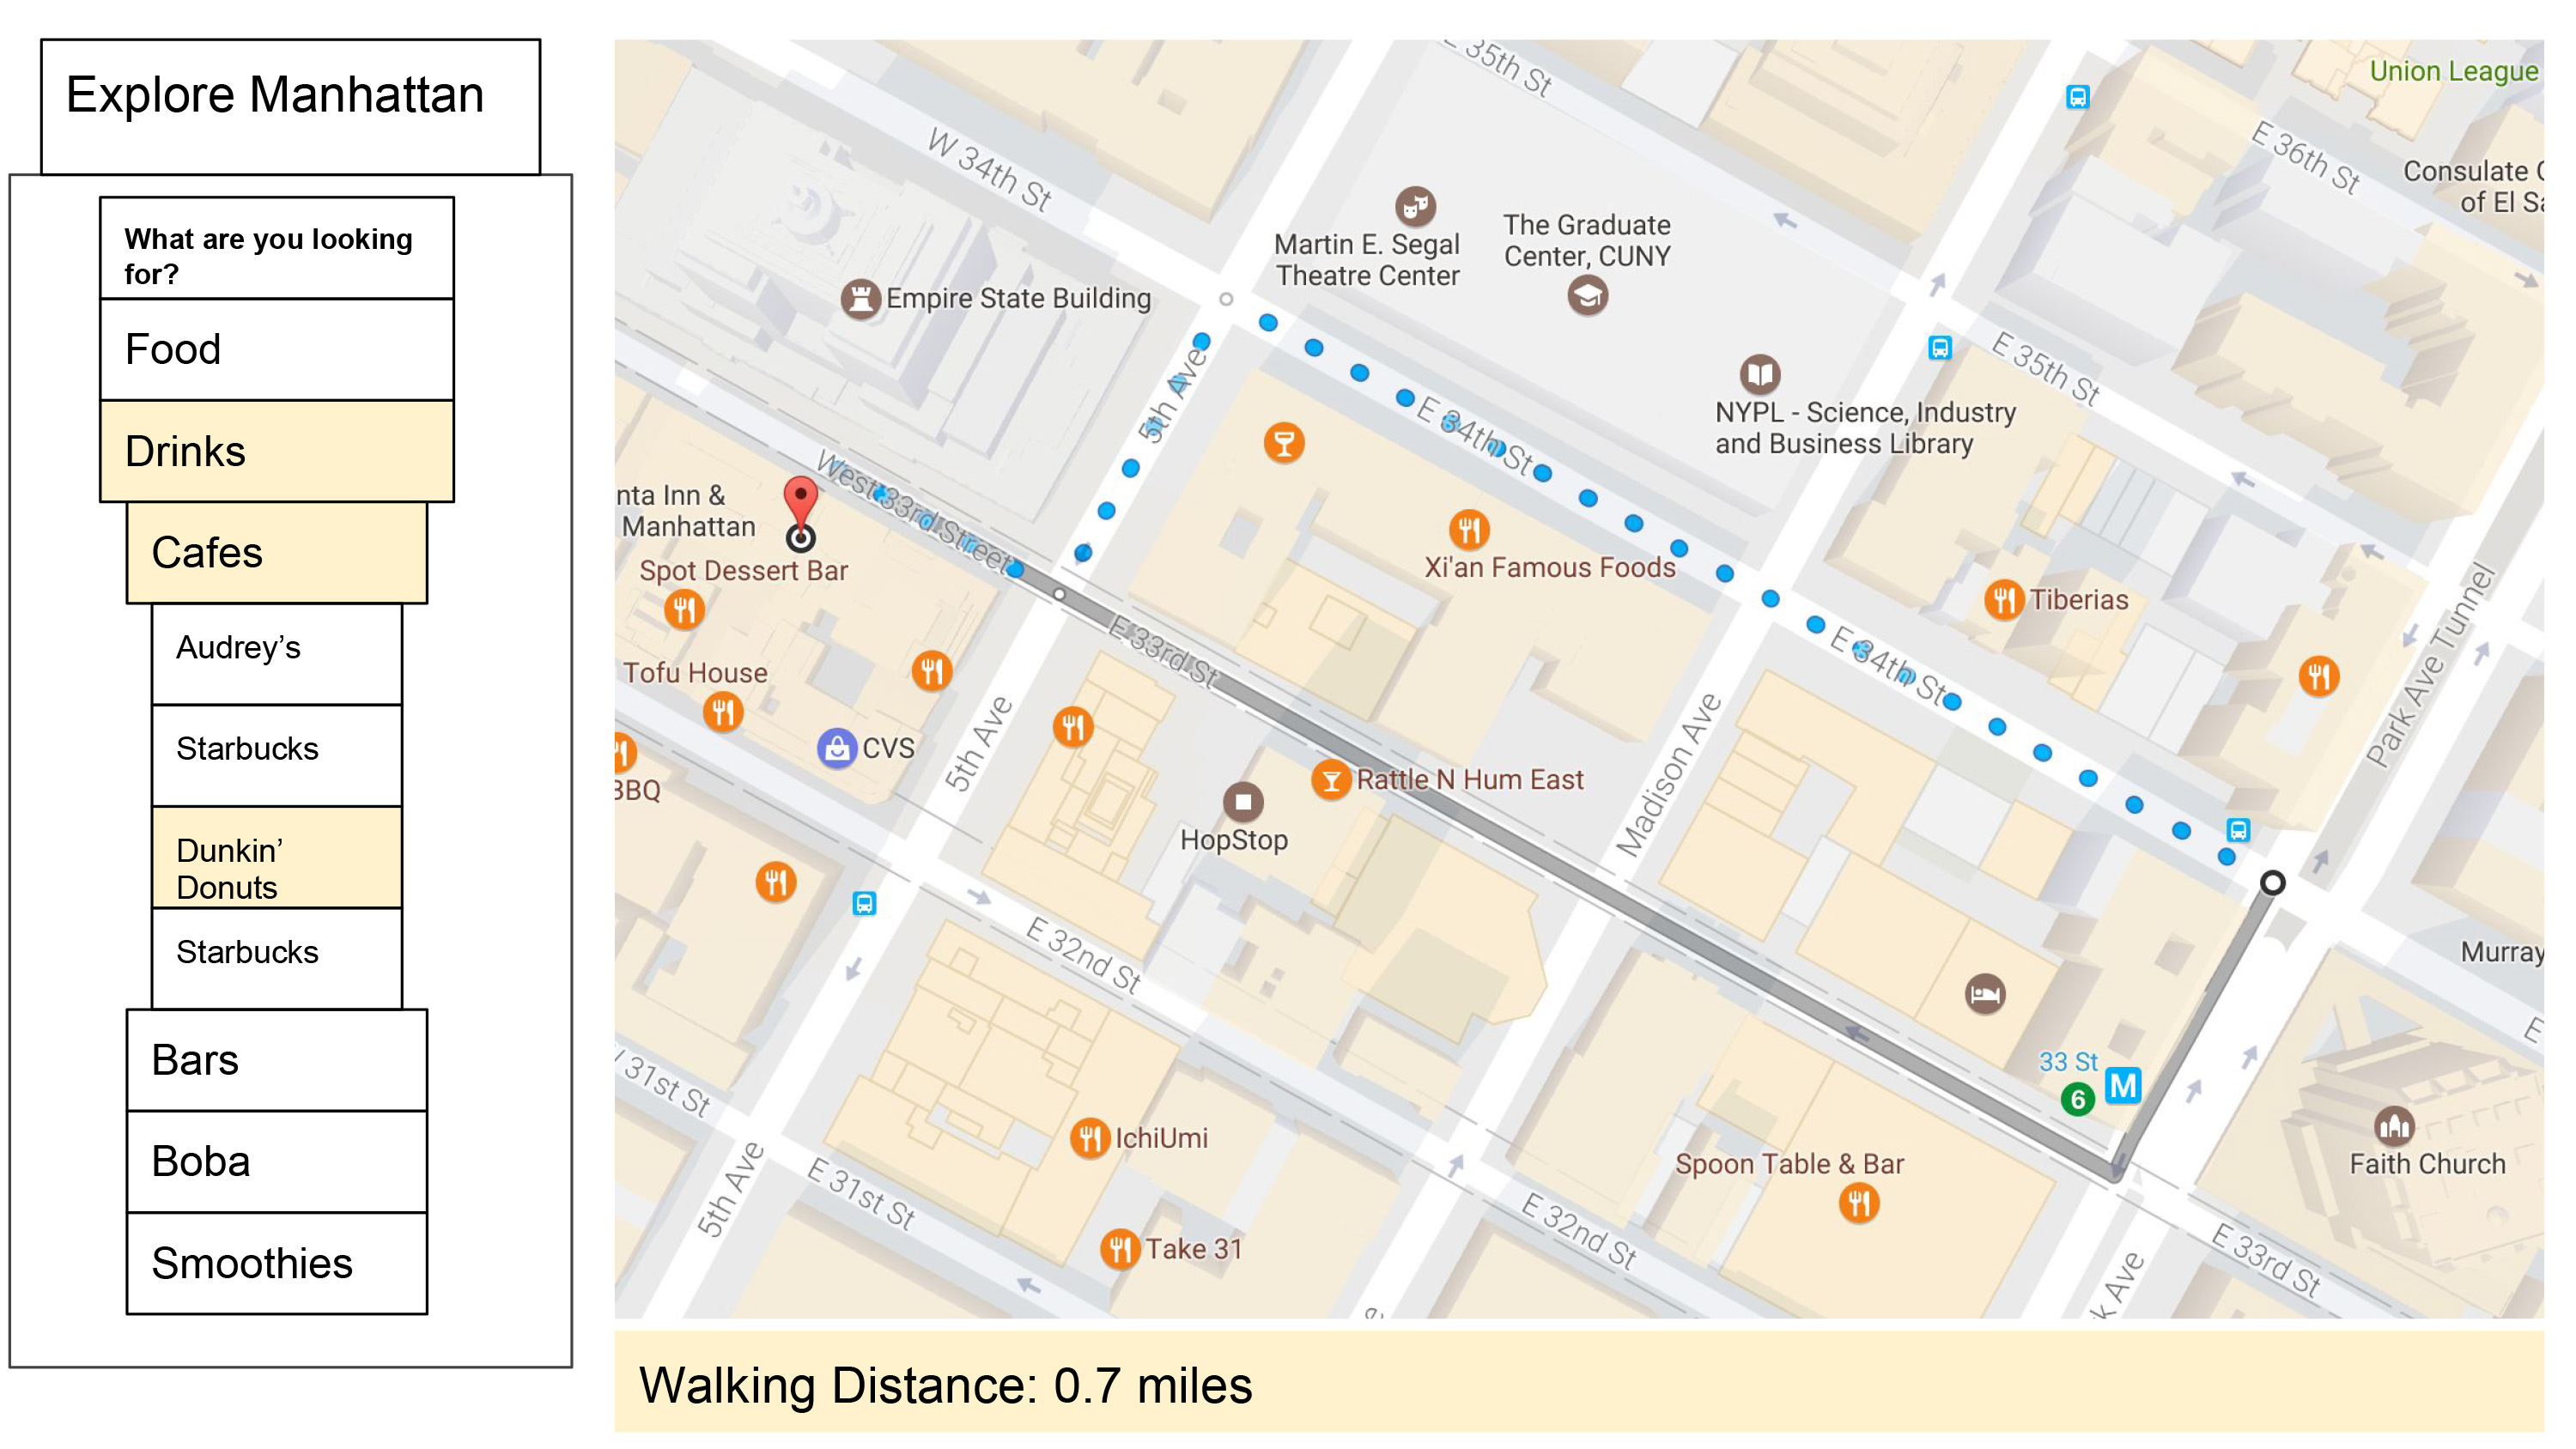 Explore Manhattan
What are you looking
for?
Food
Drinks
Cafes
Audrey’s
Starbucks
Dunkin’
Donuts
Starbucks
Bars
Boba
Smoothies
E 35th St
Union League
W 34th St
E 36th St
Consulate
of El Sa
Martin E. Segal
Theatre Center
The Graduate
Center, CUNY
Empire State Building
E 35th St
5th Ave
E 34th St
NYPL - Science, Industry
and Business Library
West 33rd Street
nta Inn &
Manhattan
Spot Dessert Bar
Xi'an Famous Foods
Tiberias
E 33rd St
E 34th St
Park Ave Tunnel
Tofu House
CVS
5th Ave
Madison Ave
BBQ
Rattle N Hum East
HopStop
E 32nd St
Murray
E
31st St
33 St
M
6
IchiUmi
Spoon Table & Bar
Faith Church
5th Ave
E 31st St
E 32nd St
Take 31
E 33rd St
k Ave
e
Walking Distance: 0.7 miles